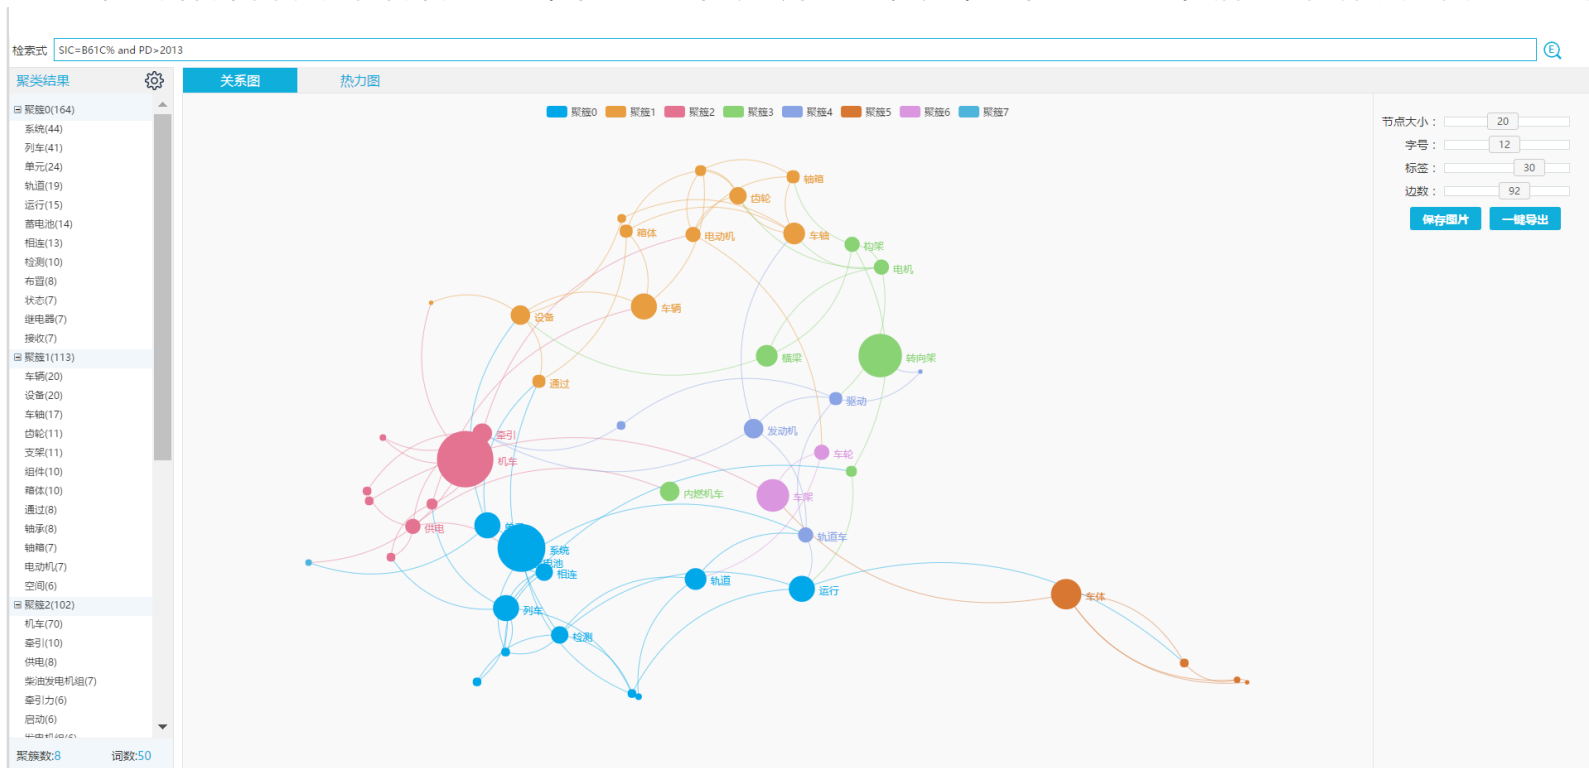 检索式 SIC=B61C% and PD>2013
聚类结果
关系图 热力图
聚簇0(164)
系统(44)
列车(41)
单元(24)
轨道(19)
运行(15)
蓄电池(14)
相连(13)
检测(10)
布置(8)
状态(7)
继电器(7)
接收(7)
聚簇1(113)
车辆(20)
设备(20)
车轴(17)
齿轮(11)
支架(11)
组件(10)
箱体(10)
通过(8)
轴承(8)
轴箱(7)
电动机(7)
空间(6)
聚簇2(102)
机车(70)
牵引(10)
供电(8)
柴油发电机组(7)
牵引力(6)
启动(6)
发电机组(6)
聚簇数:8 词数:50
聚簇0 聚簇1 聚簇2 聚簇3 聚簇4 聚簇5 聚簇6 聚簇7
轴箱
齿轮
箱体
电动机
车轴
构架
电机
车辆
设备
横梁
转向架
通过
驱动
牵引
发动机
车轮
机车
内燃机车
车架
供电
轨道车
系统
相连
轨道
运行
车体
列车
检测
节点大小： 20
字号： 12
标签： 30
边数： 92
保存图片 一键导出
E